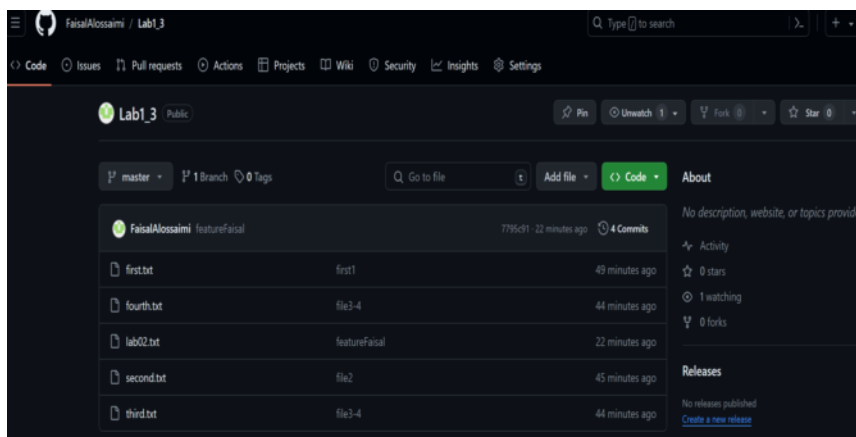 FaisalAlossaimi / Lab1_3 Type / to search
Code Issues Pull requests Actions Projects Wiki Security Insights Settings
Lab1_3 Public Pin Unwatch 1 Fork 0 Star 0
master 1 Branch 0 Tags Go to file t Add file Code
FaisalAlossaimi featureFaisal 7795c91 · 22 minutes ago 4 Commits
first.txt first1 49 minutes ago
fourth.txt file3-4 44 minutes ago
lab02.txt featureFaisal 22 minutes ago
second.txt file2 45 minutes ago
third.txt file3-4 44 minutes ago
About
No description, website, or topics provide
Activity
0 stars
1 watching
0 forks
Releases
No releases published
Create a new release